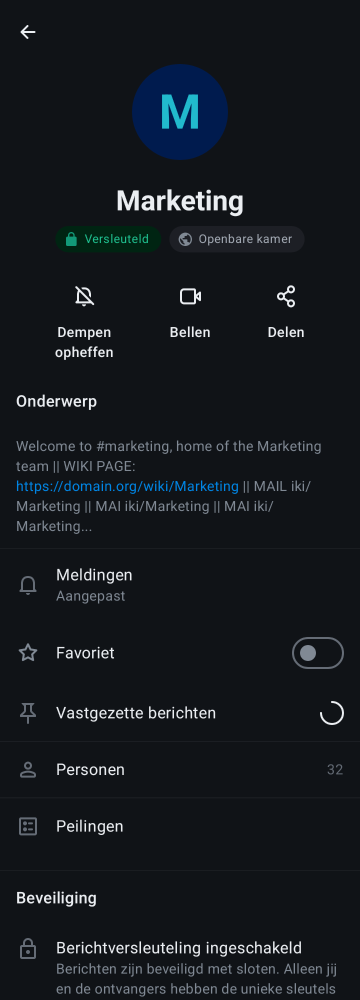 M
Marketing
Versleuteld
Openbare kamer
Dempen
opheffen
Bellen
Delen
Onderwerp
Welcome to #marketing, home of the Marketing
team || WIKI PAGE:
https://domain.org/wiki/Marketing || MAIL iki/
Marketing || MAI iki/Marketing || MAI iki/
Marketing...
Meldingen
Aangepast
Favoriet
Vastgezette berichten
Personen
32
Peilingen
Beveiliging
Berichtversleuteling ingeschakeld
Berichten zijn beveiligd met sloten. Alleen jij
en de ontvangers hebben de unieke sleutels